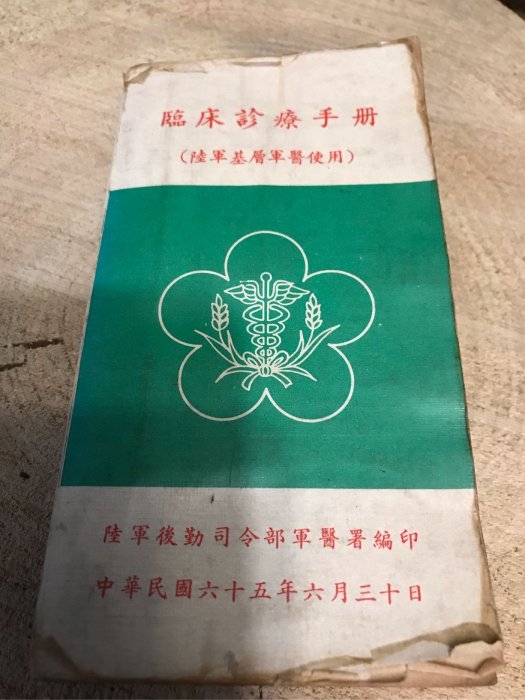 臨床診療手册
（陸軍基層軍醫使用）
陸軍後勤司令部軍醫署編印
中華民國六十五年六月三十日